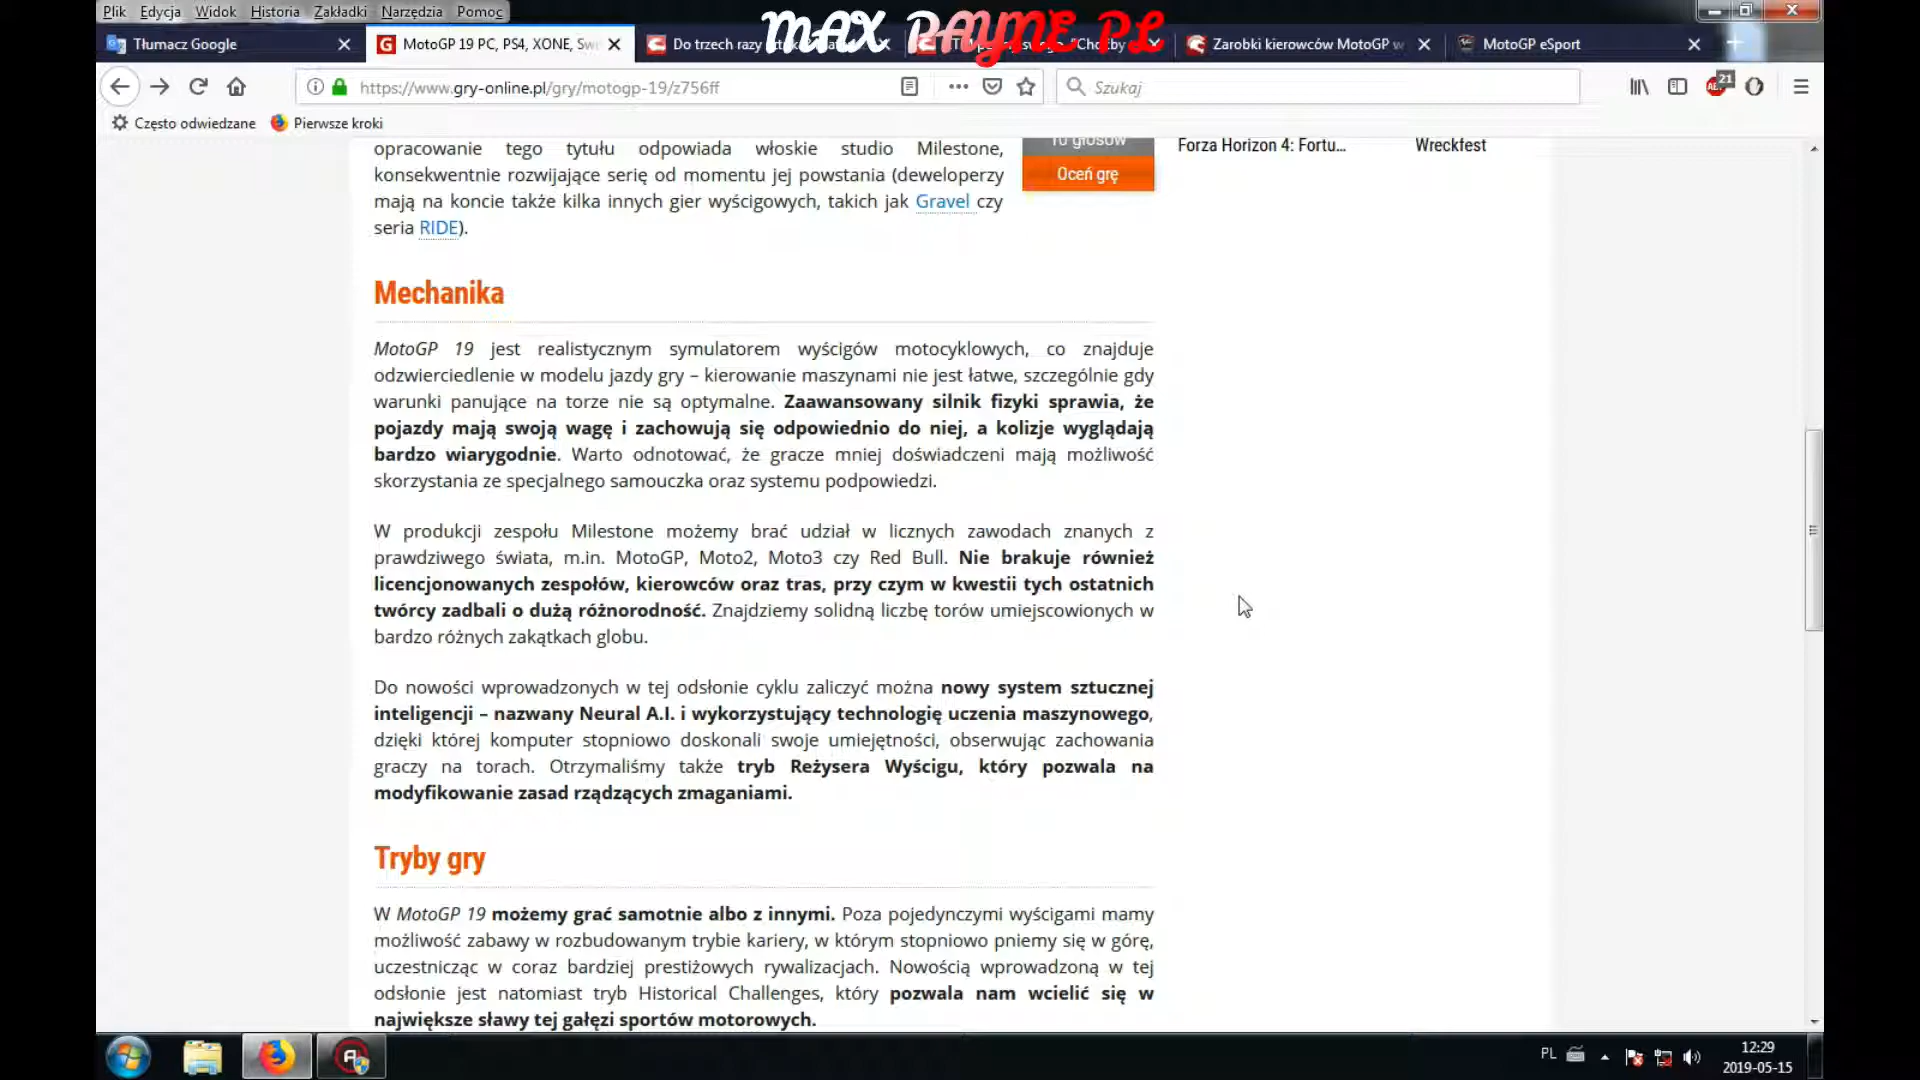 Plik Edycja Widok Historia Zakładki Narzędzia Pomoc
MAX PAYNE PL
Tłumacz Google
MotoGP 19 PC, PS4, XONE, Sw
Do trzech razy
Zarobki kierowców MotoGP w
MotoGP eSport
https://www.gry-online.pl/gry/motogp-19/z756ff
Szukaj
21
Często odwiedzane
Pierwsze kroki
opracowanie tego tytułu odpowiada włoskie studio Milestone,
konsekwentnie rozwijające serię od momentu jej powstania (deweloperzy
mają na koncie także kilka innych gier wyścigowych, takich jak Gravel czy
seria RIDE).
10 głosów
Oceń grę
Forza Horizon 4: Fortu...
Wreckfest
Mechanika
MotoGP 19 jest realistycznym symulatorem wyścigów motocyklowych, co znajduje
odzwierciedlenie w modelu jazdy gry – kierowanie maszynami nie jest łatwe, szczególnie gdy
warunki panujące na torze nie są optymalne. Zaawansowany silnik fizyki sprawia, że
pojazdy mają swoją wagę i zachowują się odpowiednio do niej, a kolizje wyglądają
bardzo wiarygodnie. Warto odnotować, że gracze mniej doświadczeni mają możliwość
skorzystania ze specjalnego samouczka oraz systemu podpowiedzi.
W produkcji zespołu Milestone możemy brać udział w licznych zawodach znanych z
prawdziwego świata, m.in. MotoGP, Moto2, Moto3 czy Red Bull. Nie brakuje również
licencjonowanych zespołów, kierowców oraz tras, przy czym w kwestii tych ostatnich
twórcy zadbali o dużą różnorodność. Znajdziemy solidną liczbę torów umiejscowionych w
bardzo różnych zakątkach globu.
Do nowości wprowadzonych w tej odsłonie cyklu zaliczyć można nowy system sztucznej
inteligencji – nazwany Neural A.I. i wykorzystujący technologię uczenia maszynowego,
dzięki której komputer stopniowo doskonali swoje umiejętności, obserwując zachowania
graczy na torach. Otrzymaliśmy także tryb Reżysera Wyścigu, który pozwala na
modyfikowanie zasad rządzących zmaganiami.
Tryby gry
W MotoGP 19 możemy grać samotnie albo z innymi. Poza pojedynczymi wyścigami mamy
możliwość zabawy w rozbudowanym trybie kariery, w którym stopniowo pniemy się w górę,
uczestnicząc w coraz bardziej prestiżowych rywalizacjach. Nowością wprowadzoną w tej
odsłonie jest natomiast tryb Historical Challenges, który pozwala nam wcielić się w
największe sławy tej gałęzi sportów motorowych.
PL
12:29
2019-05-15